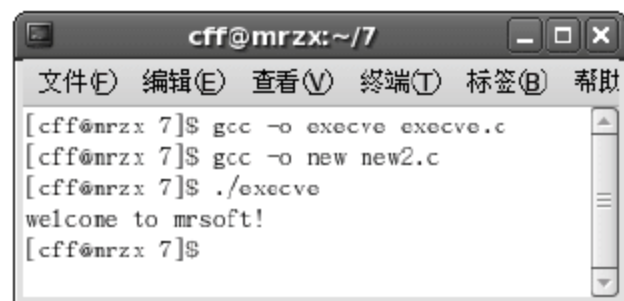 cff@mrzx:~/7
文件(F) 编辑(E) 查看(V) 终端(T) 标签(B) 帮助
[cff@mrzx 7]$ gcc -o execve execve.c
[cff@mrzx 7]$ gcc -o new new2.c
[cff@mrzx 7]$ ./execve
welcome to mrsoft!
[cff@mrzx 7]$